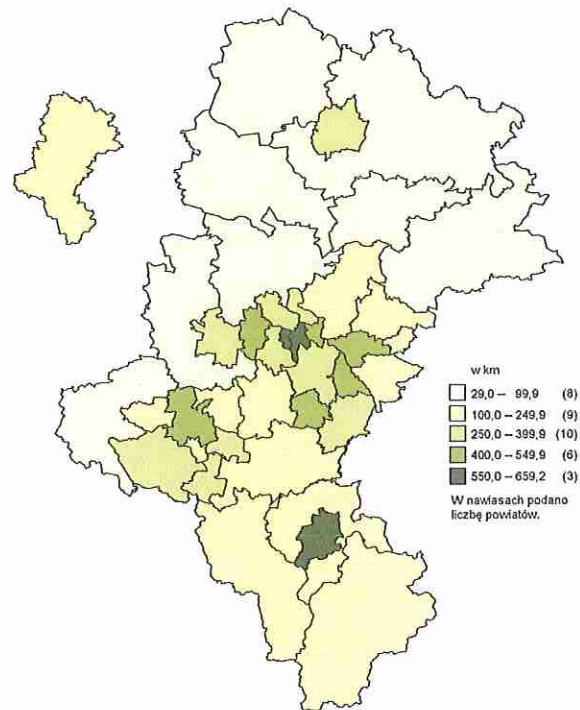 w km
29,0 – 99,9 (8)
100,0 – 249,9 (9)
250,0 – 399,9 (10)
400,0 – 549,9 (6)
550,0 – 659,2 (3)
W nawiasach podano
liczbę powiatów.